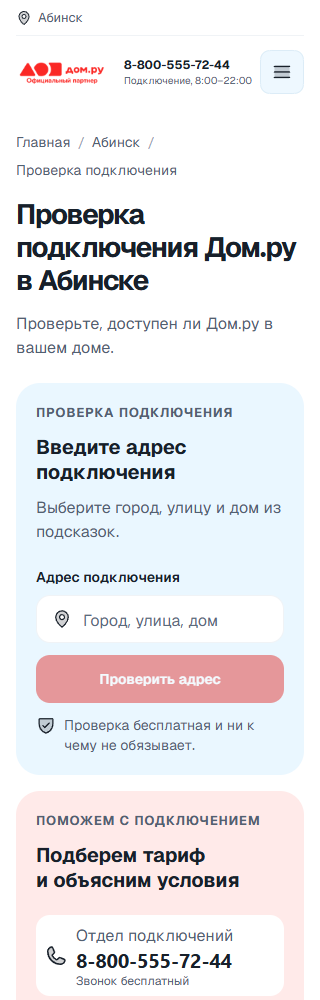 Абинск
дом.ру
Официальный партнер
8-800-555-72-44
Подключение, 8:00–22:00
Главная / Абинск /
Проверка подключения
Проверка
подключения Дом.ру
в Абинске
Проверьте, доступен ли Дом.ру в
вашем доме.
ПРОВЕРКА ПОДКЛЮЧЕНИЯ
Введите адрес
подключения
Выберите город, улицу и дом из
подсказок.
Адрес подключения
Город, улица, дом
Проверить адрес
Проверка бесплатная и ни к
чему не обязывает.
ПОМОЖЕМ С ПОДКЛЮЧЕНИЕМ
Подберем тариф
и объясним условия
Отдел подключений
8-800-555-72-44
Звонок бесплатный